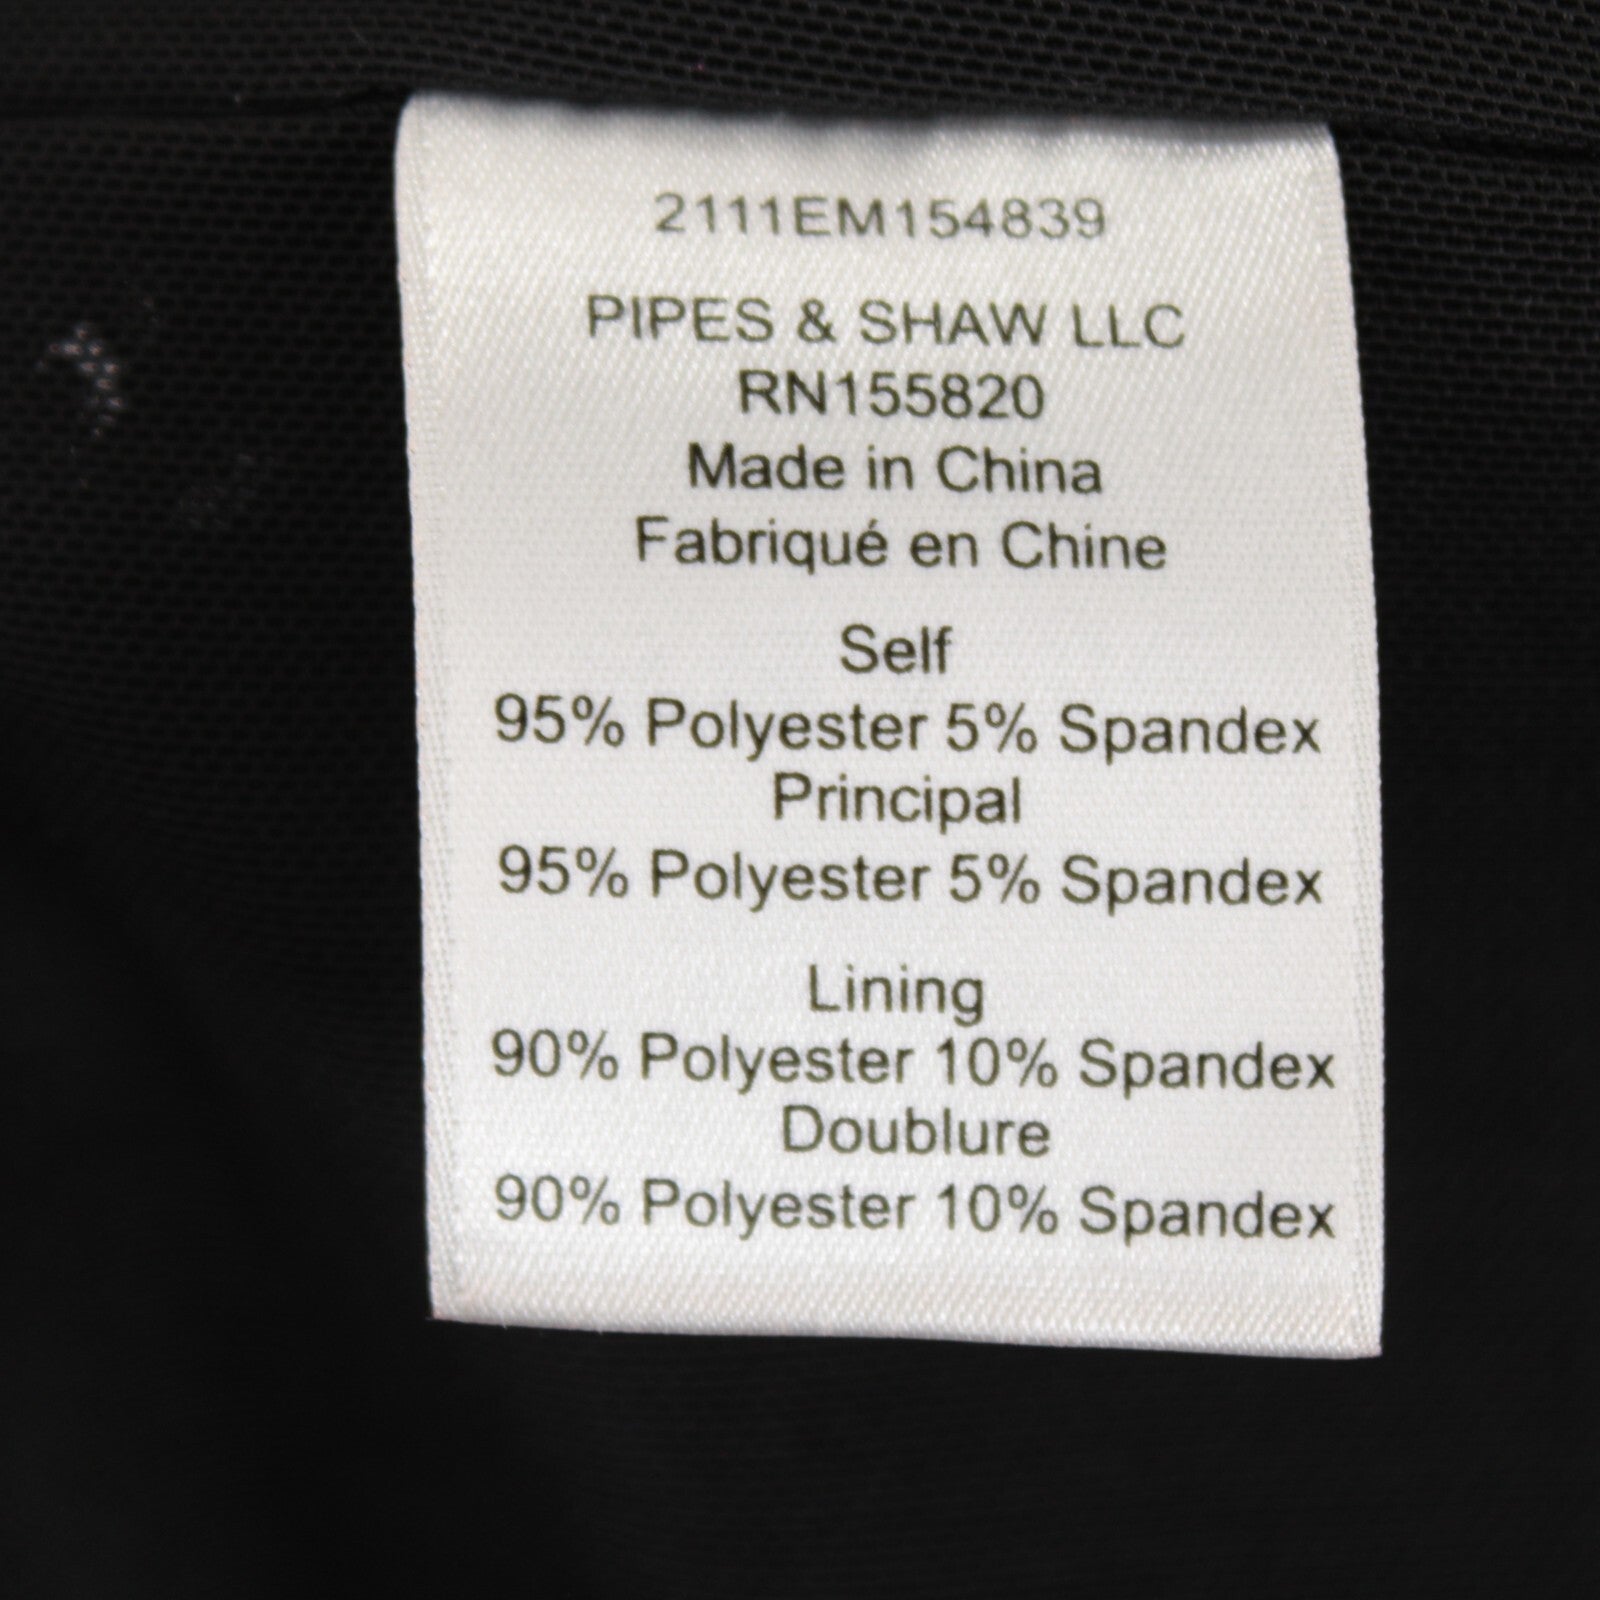 2111EM154839
PIPES & SHAW LLC
RN155820
Made in China
Fabriqué en Chine
Self
95% Polyester 5% Spandex
Principal
95% Polyester 5% Spandex
Lining
90% Polyester 10% Spandex
Doublure
90% Polyester 10% Spandex